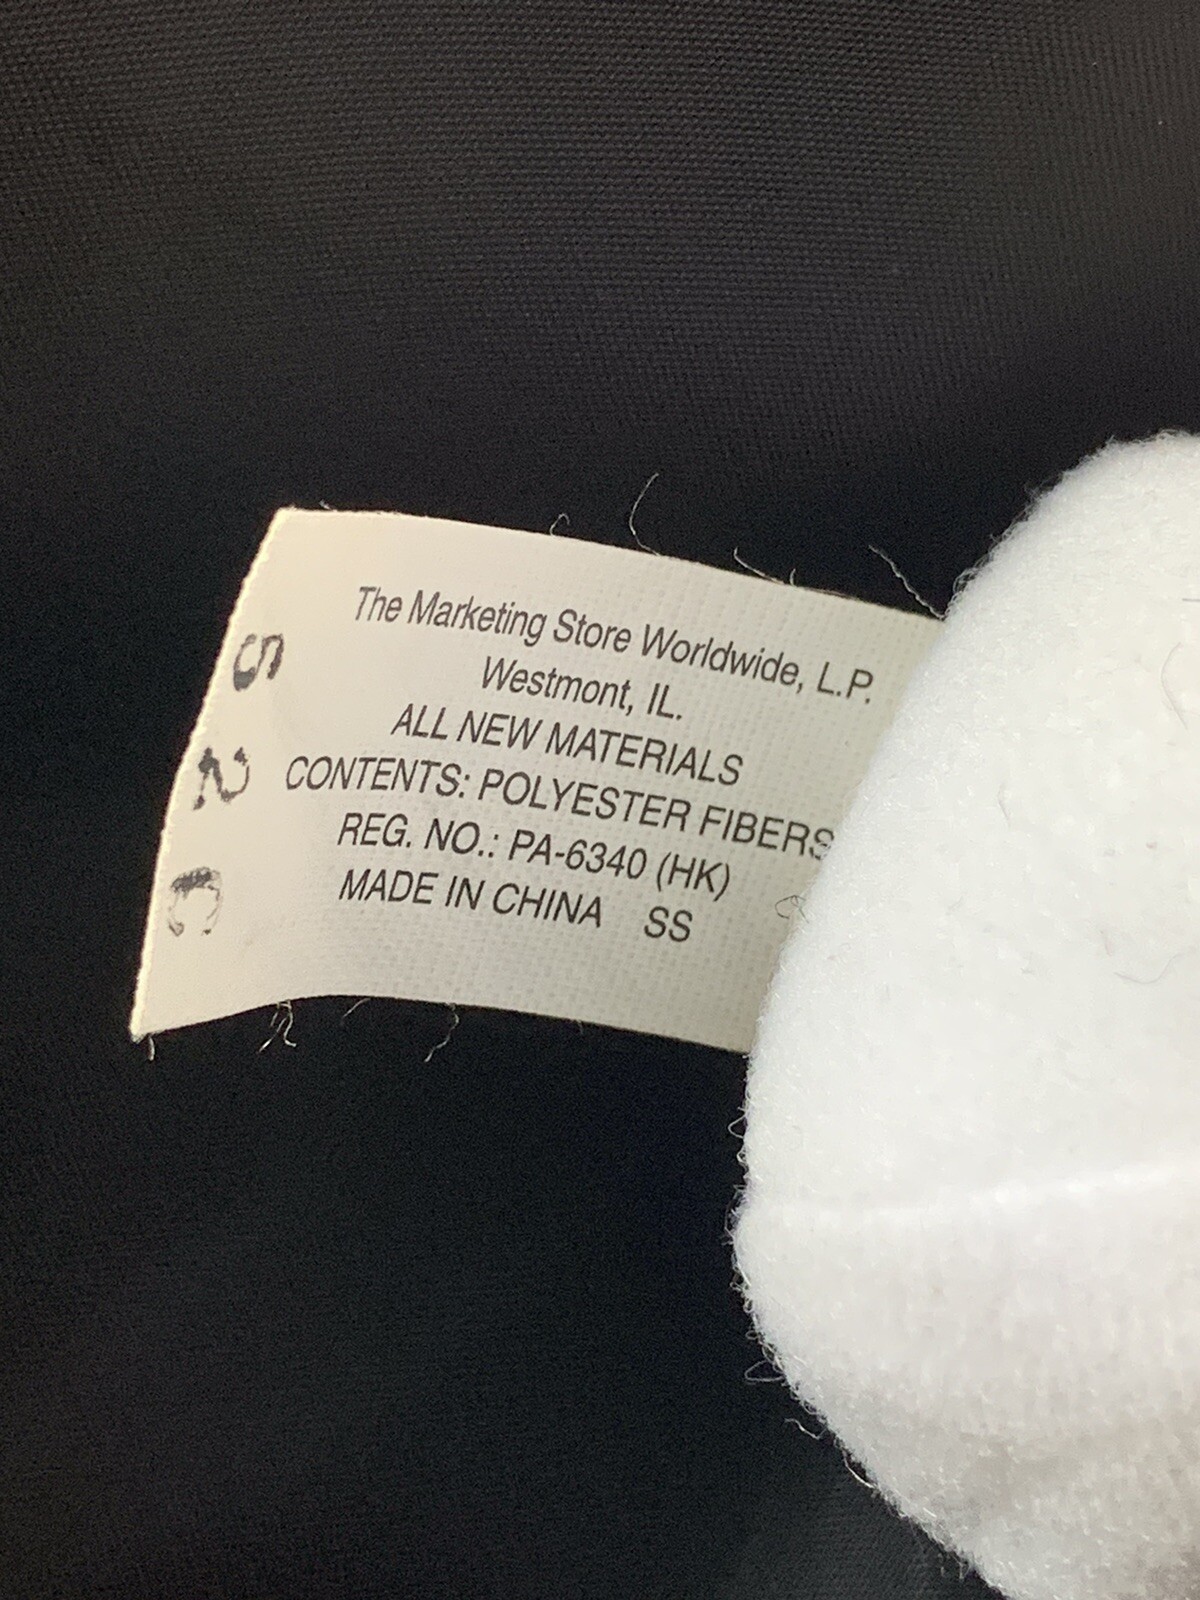 The Marketing Store Worldwide, L.P.
Westmont, IL.
ALL NEW MATERIALS
CONTENTS: POLYESTER FIBERS
REG. NO.: PA-6340 (HK)
MADE IN CHINA SS